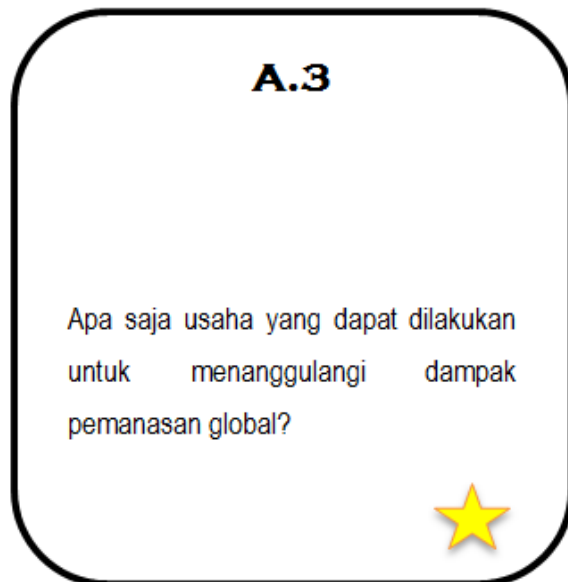 A.3
Apa saja usaha yang dapat dilakukan
untuk menanggulangi dampak
pemanasan global?